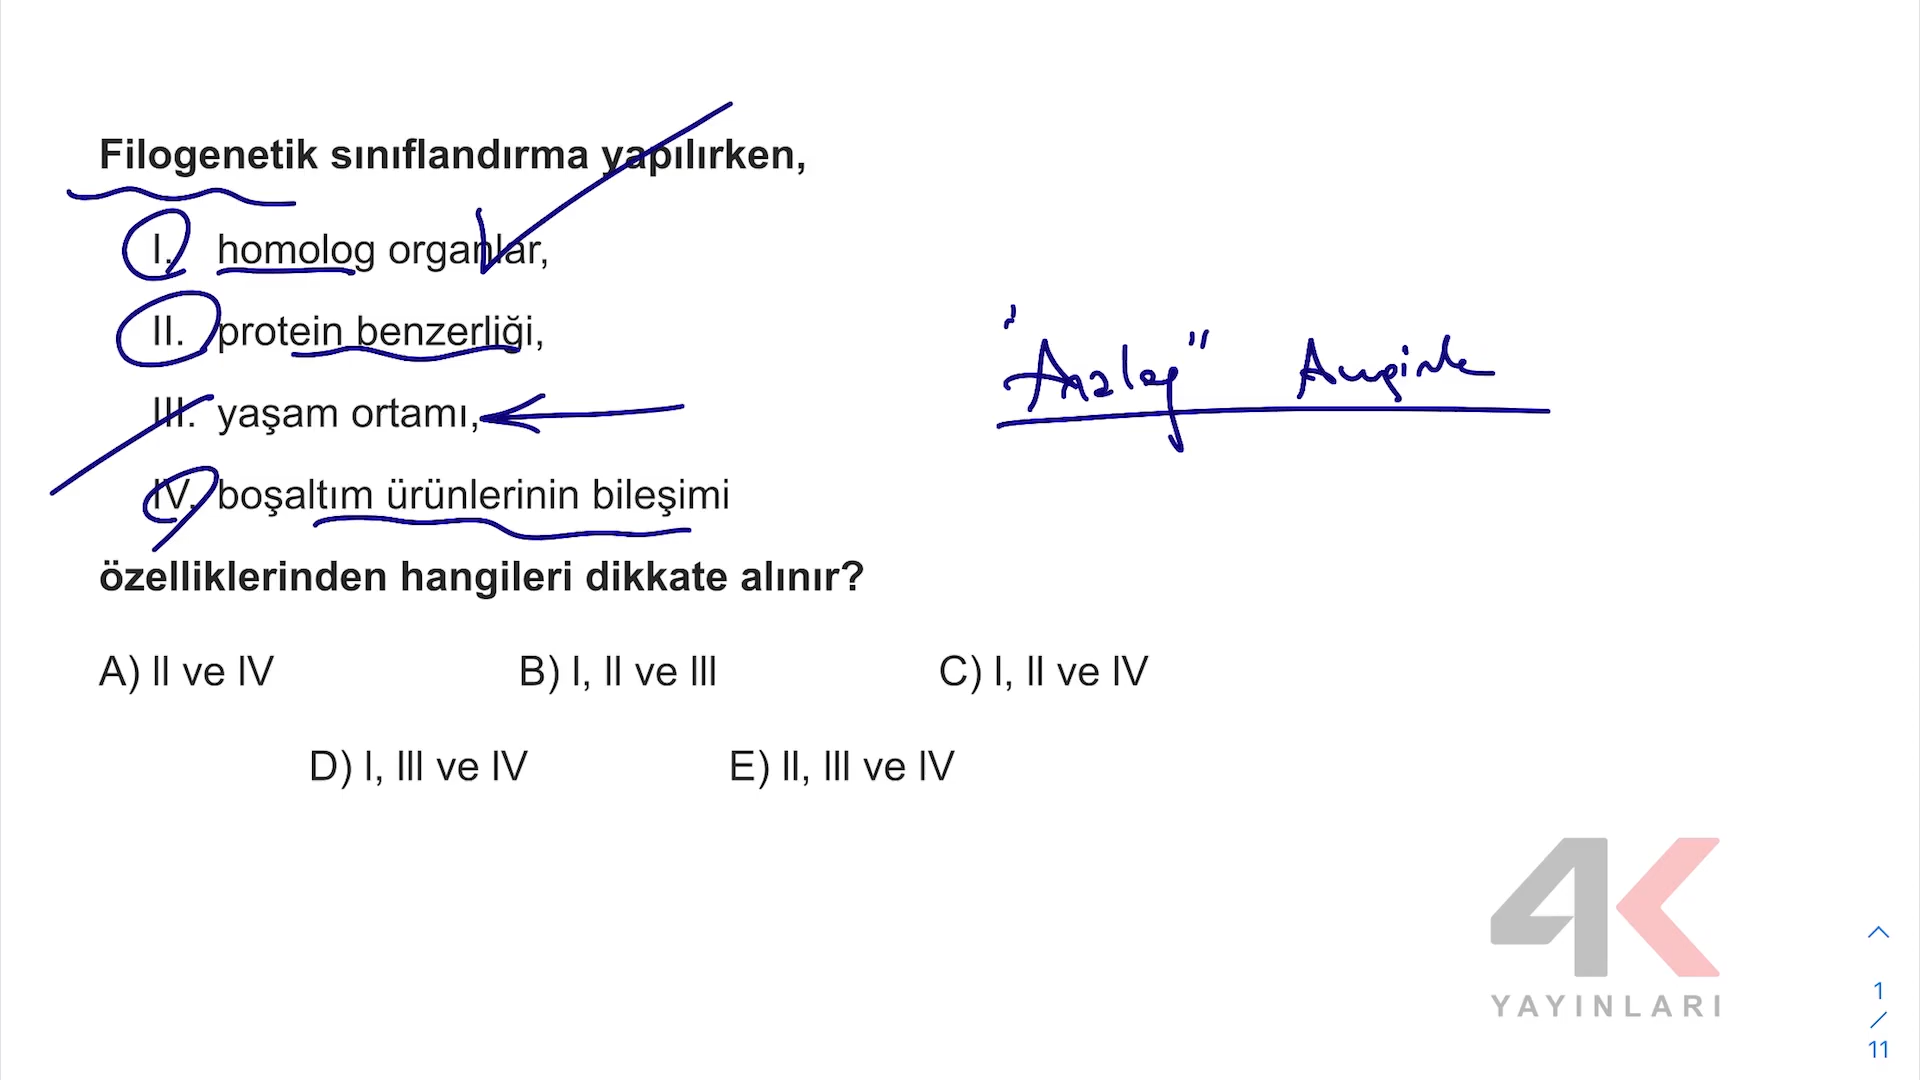 Filogenetik sınıflandırma yapılırken,
I. homolog organlar,
II. protein benzerliği,
III. yaşam ortamı,
IV. boşaltım ürünlerinin bileşimi
özelliklerinden hangileri dikkate alınır?
A) II ve IV B) I, II ve III C) I, II ve IV
D) I, III ve IV E) II, III ve IV
"Analog"
4K
YAYINLARI
1
/
11